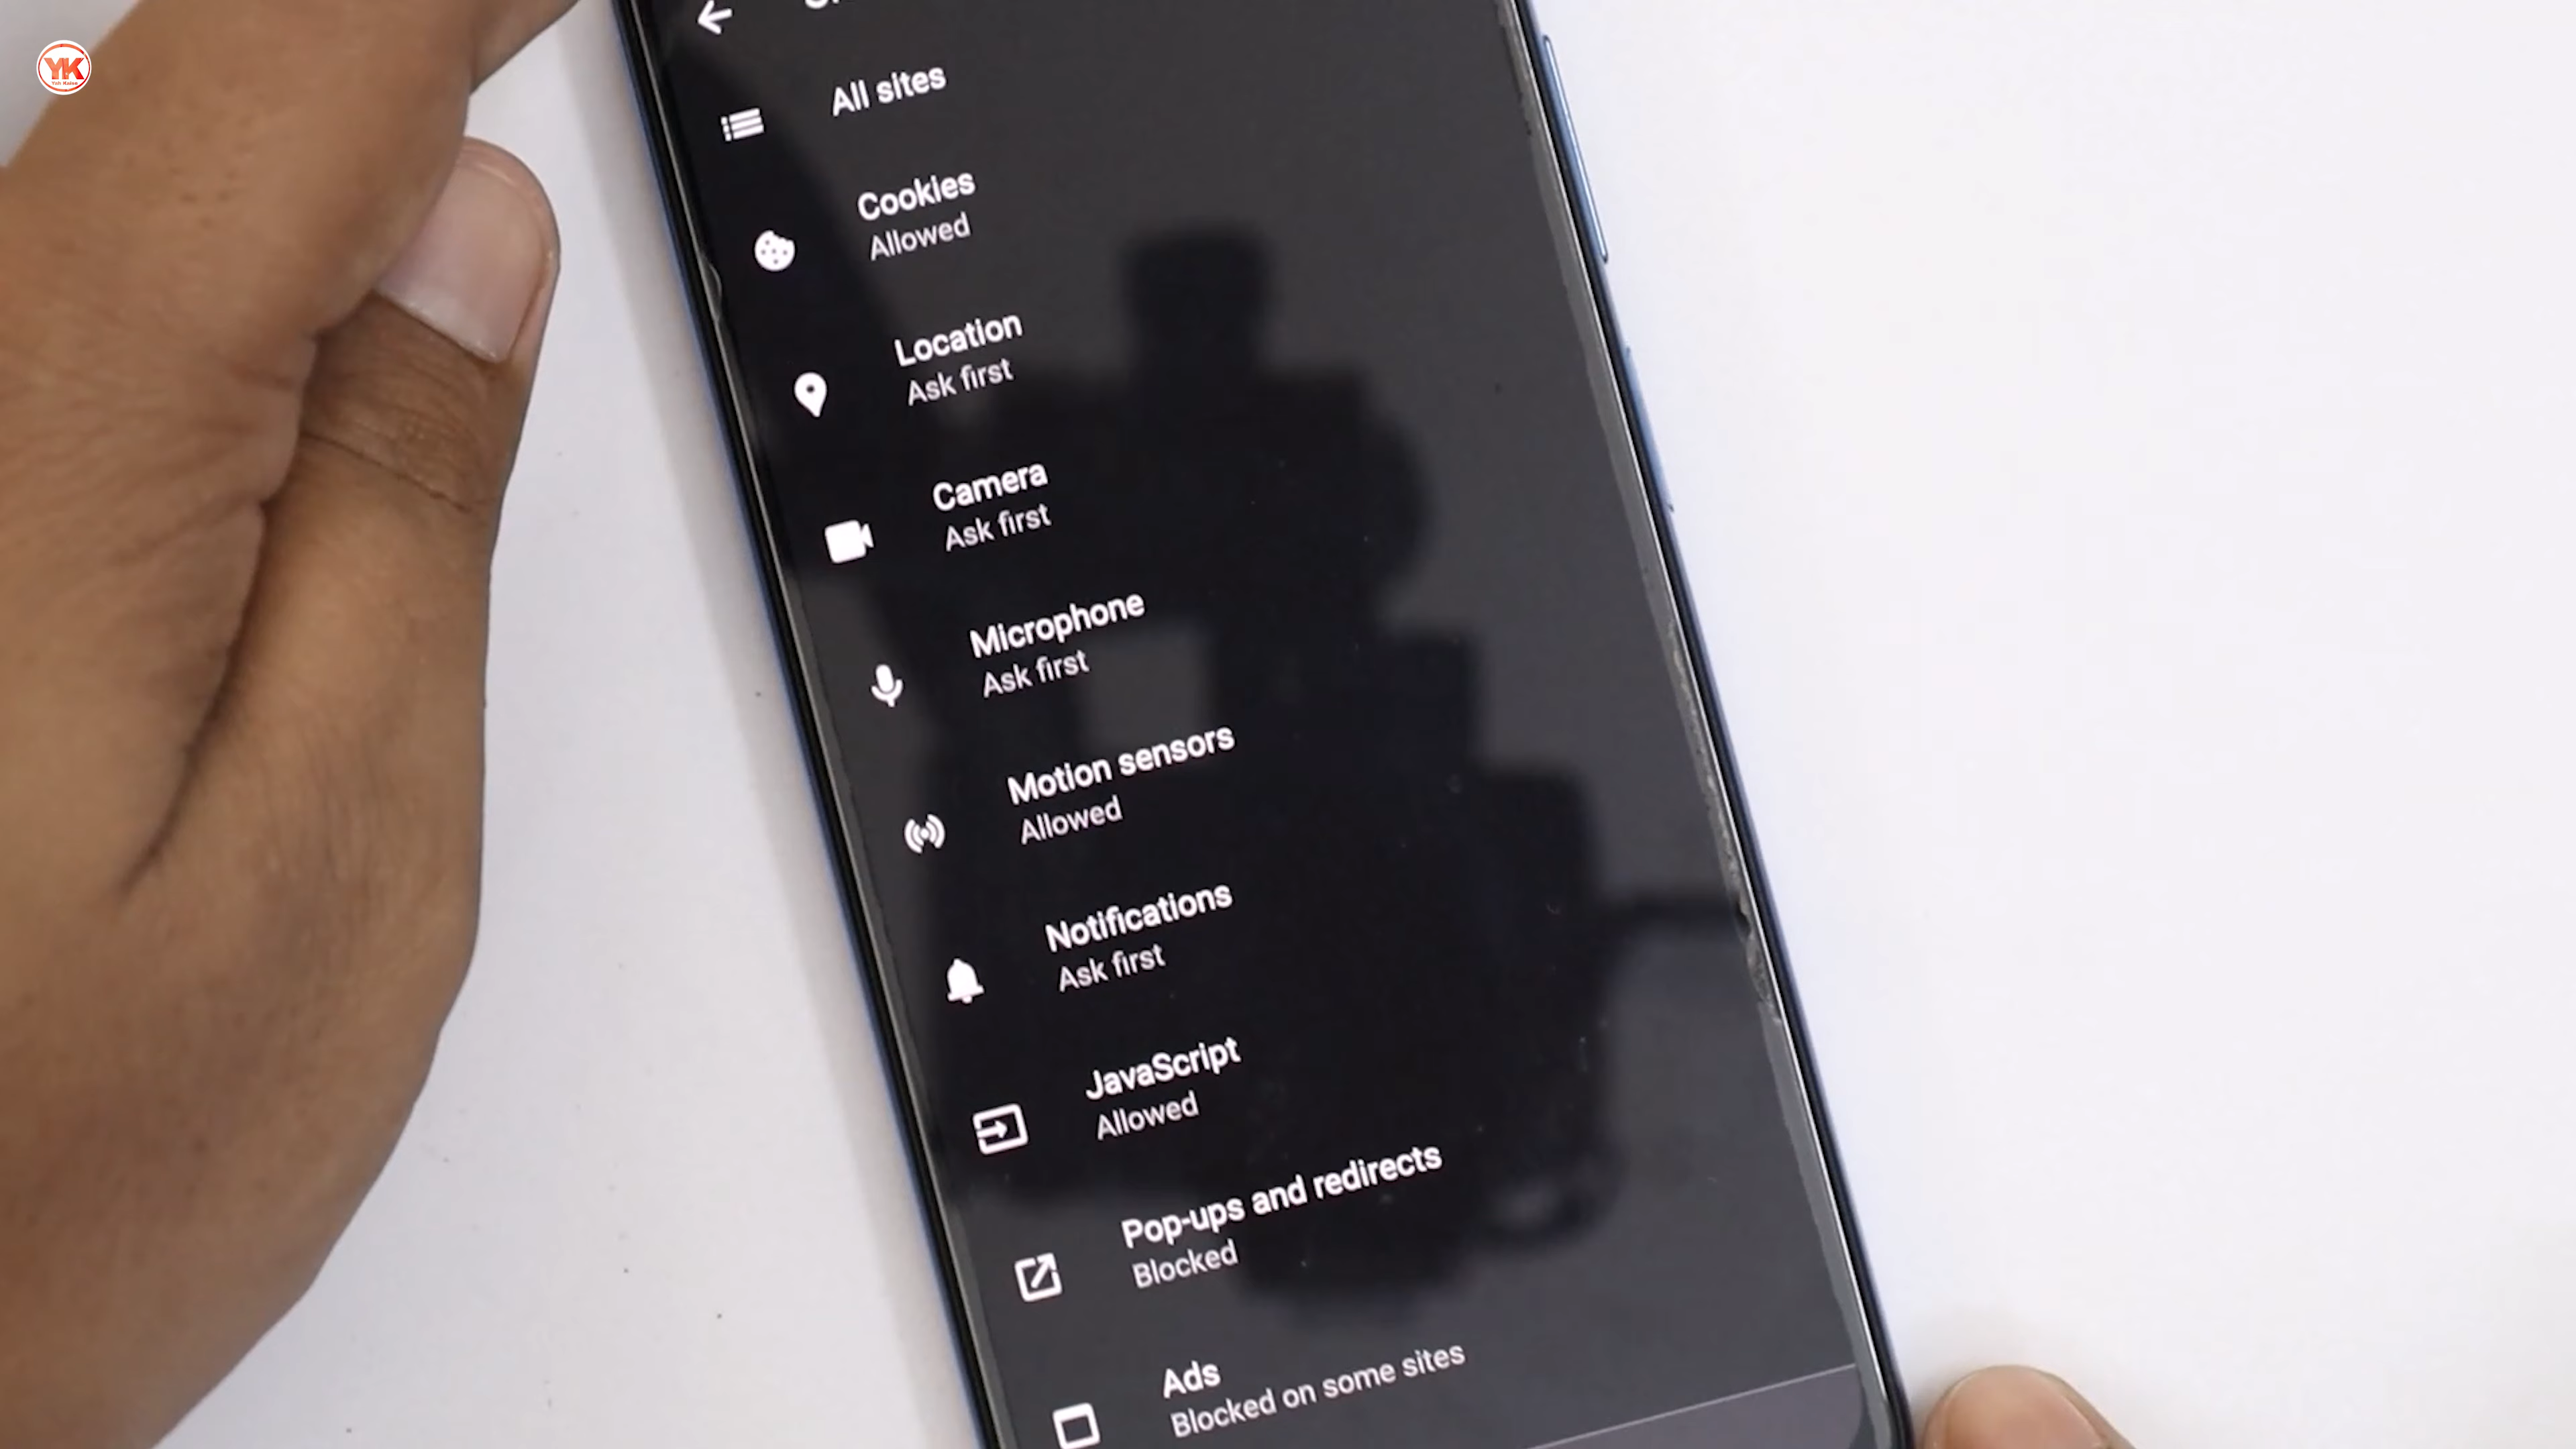 YK
All sites
Cookies
Allowed
Location
Ask first
Camera
Ask first
Microphone
Ask first
Motion sensors
Allowed
Notifications
Ask first
JavaScript
Allowed
Pop-ups and redirects
Blocked
Ads
Blocked on some sites